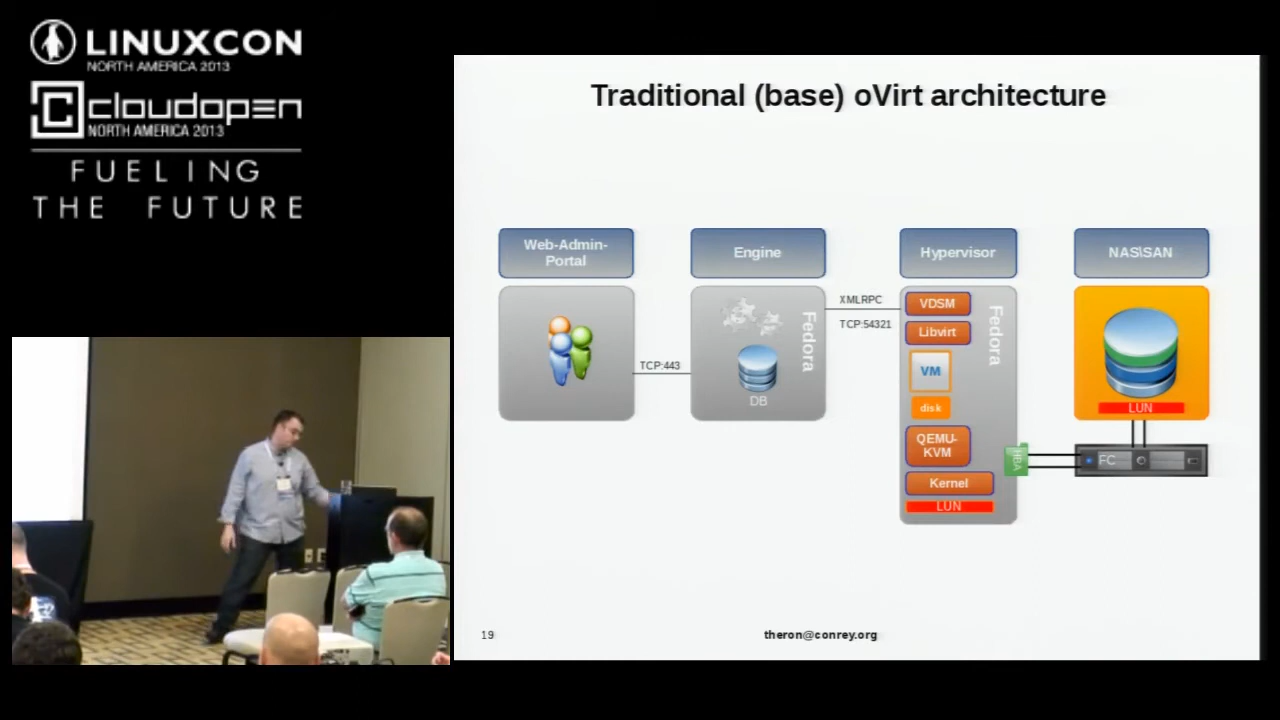 LINUXCON
NORTH AMERICA 2013
cloudopen
NORTH AMERICA 2013
FUELING
THE FUTURE
Traditional (base) oVirt architecture
Web-Admin-
Portal
Engine
Hypervisor
NAS\SAN
TCP:443
Fedora
DB
XMLRPC
TCP:54321
VDSM
Libvirt
Fedora
VM
disk
QEMU-
KVM
Kernel
LUN
HBA
LUN
FC
19
theron@conrey.org